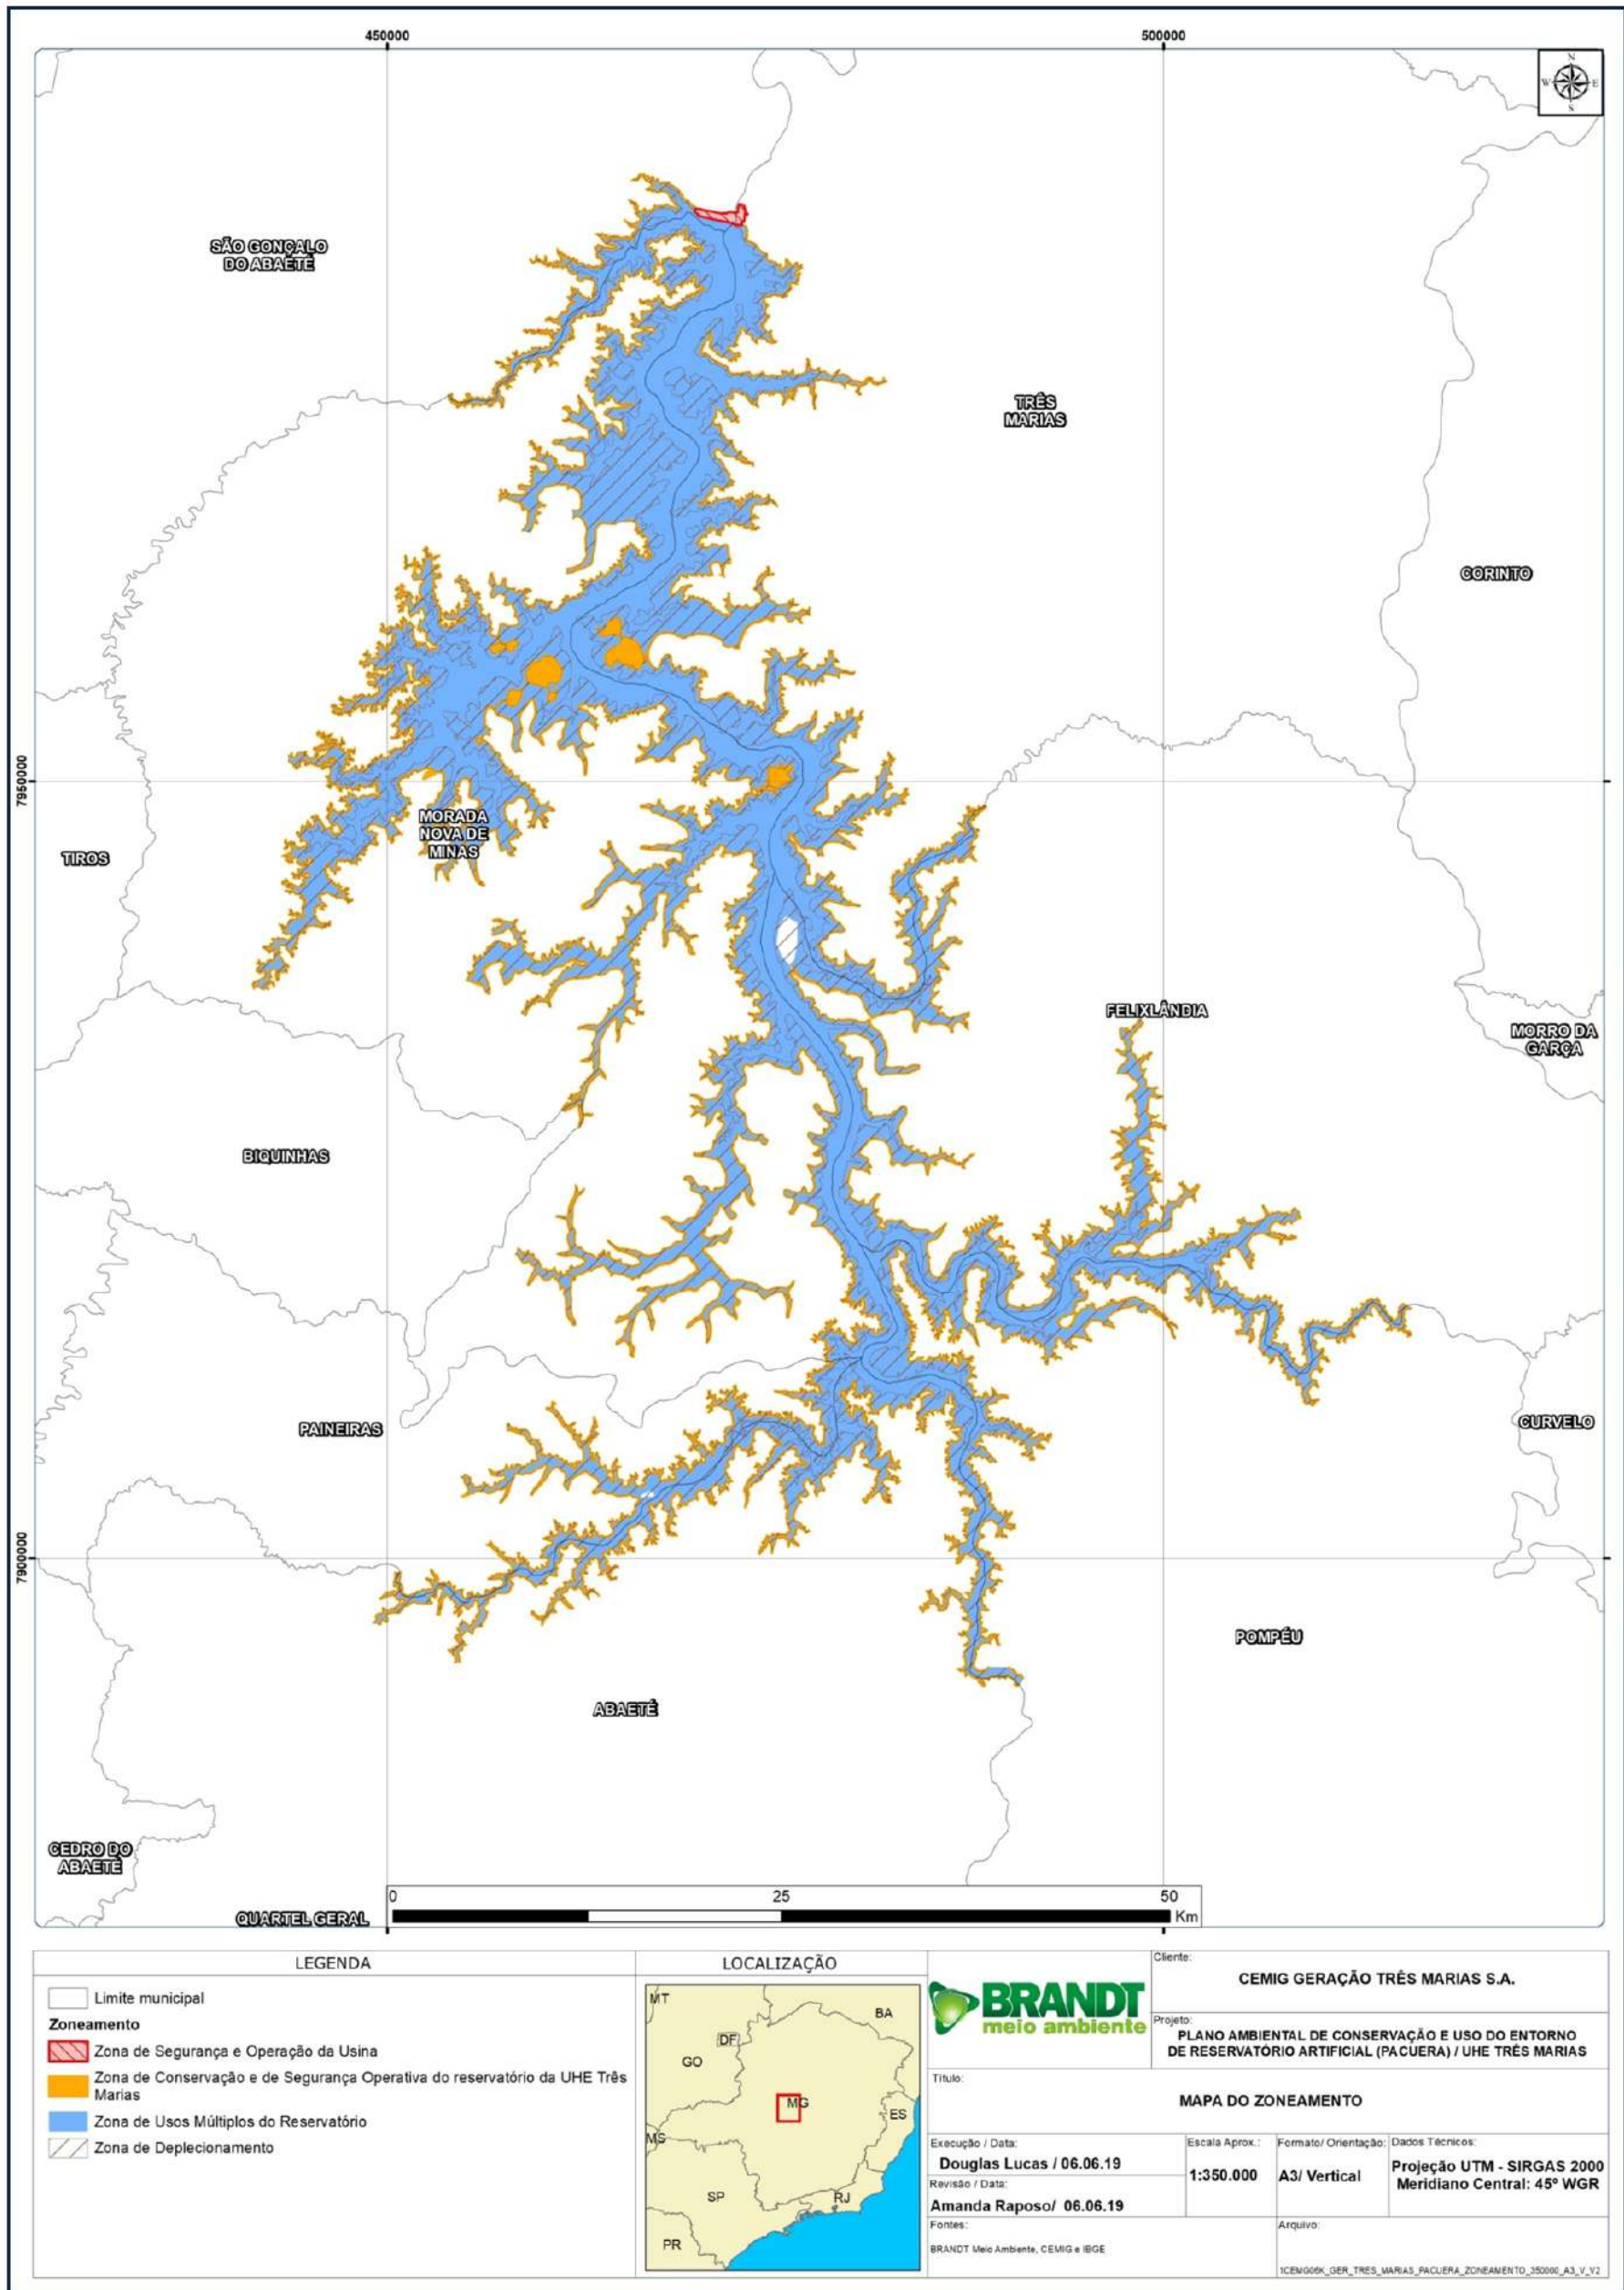 450000
500000
N
W
E
S
SÃO GONÇALO
DO ABAETÉ
TRÊS
MARIAS
CORINTO
7950000
MORADA
NOVA DE
MINAS
TIROS
FELIXLÂNDIA
MORRO DA
GARÇA
BIQUINHAS
PAINEIRAS
CURVELO
7900000
POMPÉU
ABAETÉ
CEDRO DO
ABAETÉ
QUARTEL GERAL
0
25
50
Km
LEGENDA
Limite municipal
Zoneamento
Zona de Segurança e Operação da Usina
Zona de Conservação e de Segurança Operativa do reservatório da UHE Três
Marias
Zona de Usos Múltiplos do Reservatório
Zona de Deplecionamento
LOCALIZAÇÃO
MT
BA
DF
GO
MG
ES
MS
SP
RJ
PR
BRANDT
meio ambiente
Cliente:
CEMIG GERAÇÃO TRÊS MARIAS S.A.
Projeto:
PLANO AMBIENTAL DE CONSERVAÇÃO E USO DO ENTORNO
DE RESERVATÓRIO ARTIFICIAL (PACUERA) / UHE TRÊS MARIAS
Título:
MAPA DO ZONEAMENTO
Execução / Data:
Douglas Lucas / 06.06.19
Revisão / Data:
Amanda Raposo/ 06.06.19
Escala Aprox.:
1:350.000
Formato/ Orientação:
A3/ Vertical
Dados Técnicos:
Projeção UTM - SIRGAS 2000
Meridiano Central: 45º WGR
Fontes:
BRANDT Meio Ambiente, CEMIG e IBGE
Arquivo:
1CEMG06K_GER_TRES_MARIAS_PACUERA_ZONEAMENTO_350000_A3_V_V2